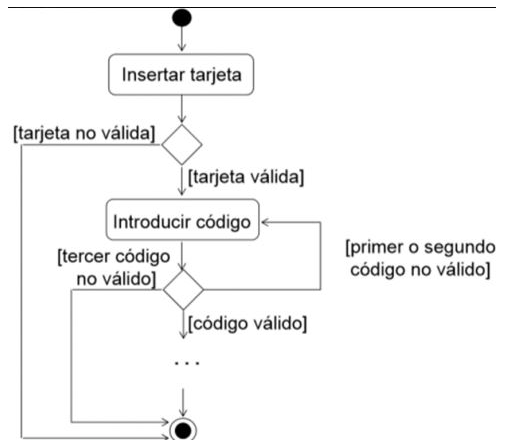 Insertar tarjeta
[tarjeta no válida]
[tarjeta válida]
Introducir código
[primer o segundo
código no válido]
[tercer código
no válido]
[código válido]
...